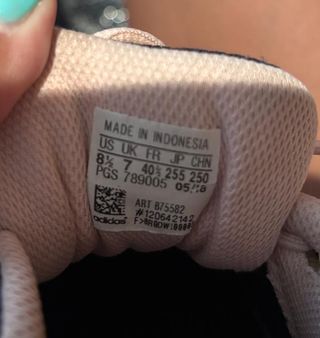 MADE IN INDONESIA
US UK FR JP CHN
8½ 7 40⅔ 255 250
PGS 789005 05/18
ART B75582
#120642142
adidas